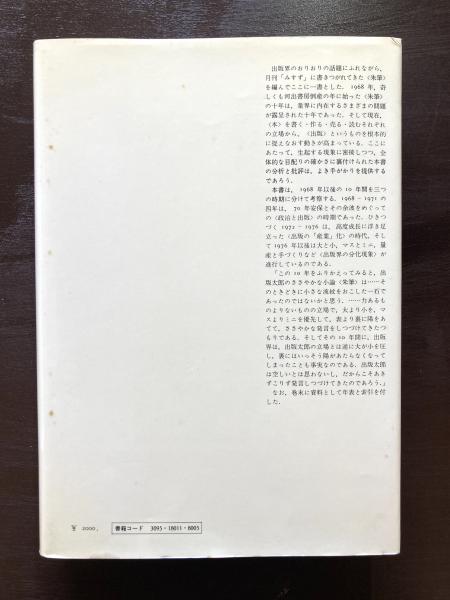 出版界のおりおりの話題にふれながら、
月刊「みすず」に書きつがれてきた〈朱筆〉
を編んでここに一書とした。1968年、奇
しくも河出書房倒産の年に始った〈朱筆〉
の十年は、業界に内在するさまざまの問題
が露呈された十年であった。そして現在、
〈本〉を書く・作る・売る・読むそれぞれ
の立場から、〈出版〉というものを根本的
に捉えなおす動きが高まっている。ここに
あたって、生起する現象に密接しつつ、全
体的な目配りの確かさに裏付けられた本書
の分析と批評は、よき手がかりを提供する
であろう。
本書は、1968年以後の10年間を三つ
の時期に分けて考察する。1968-1971の
四年は、70年安保とその余波をめぐって
の〈政治と出版〉の時期であった。ひきつ
づく1972-1976は、高度成長に浮き足
立った〈出版の「産業」化〉の時代、そし
て1976年以後は大と小、マスとミニ、量
産と手づくりなど〈出版界の分化現象〉が
進行しているのである。
「この10年をふりかえってみると、出
版太郎のささやかな小論〈朱筆〉は……そ
のときどきに小さな波紋をおこした一石で
あったのではないかと思う。……力あるも
のよりないものの立場で、大より小を、マ
スよりミニを優先して、表より裏に陽をあ
てて、ささやかな発言をしつづけてきたつ
もりである。そしてその10年間に、出版
界は、出版太郎の立場とは逆に大が小を圧
し、裏にはいっそう陽があたらなくなって
しまったことも事実なのである。出版太郎
は空しいとは思わないし、だからこそあき
ずこりず発言しつづけてきたのであろう。」
なお、巻末に資料として年表と索引を付
した。
¥ 2000.
書籍コード 3095-18011-8005